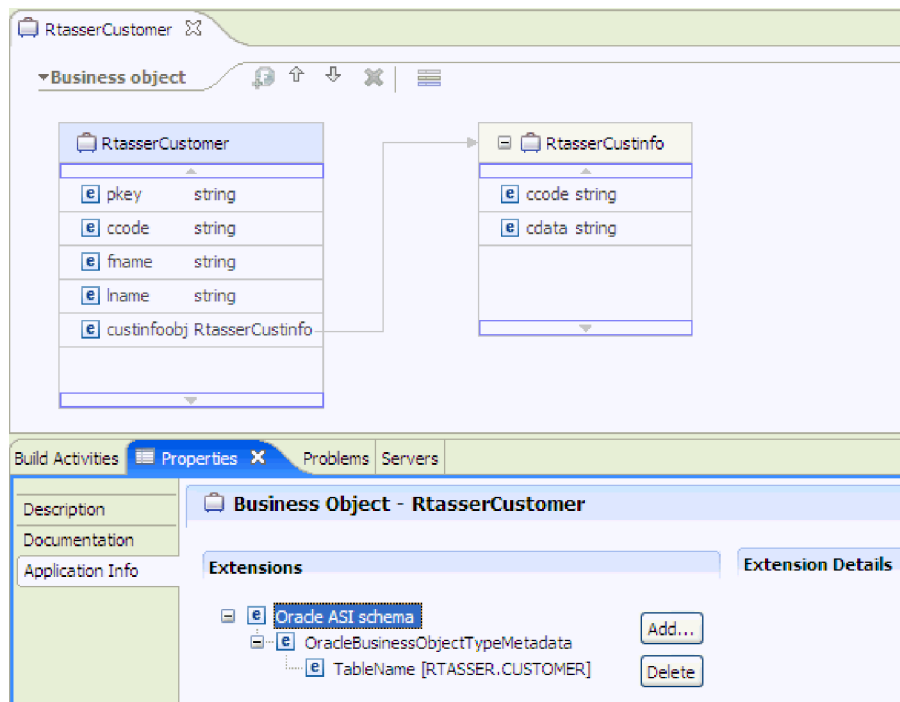 RtasserCustomer
Business object
RtasserCustomer
pkey string
ccode string
fname string
lname string
custinfoobj RtasserCustinfo
RtasserCustinfo
ccode string
cdata string
Build Activities Properties Problems Servers
Description
Documentation
Application Info
Business Object - RtasserCustomer
Extensions
Extension Details
Oracle ASI schema
OracleBusinessObjectTypeMetadata
TableName [RTASSER.CUSTOMER]
Add...
Delete